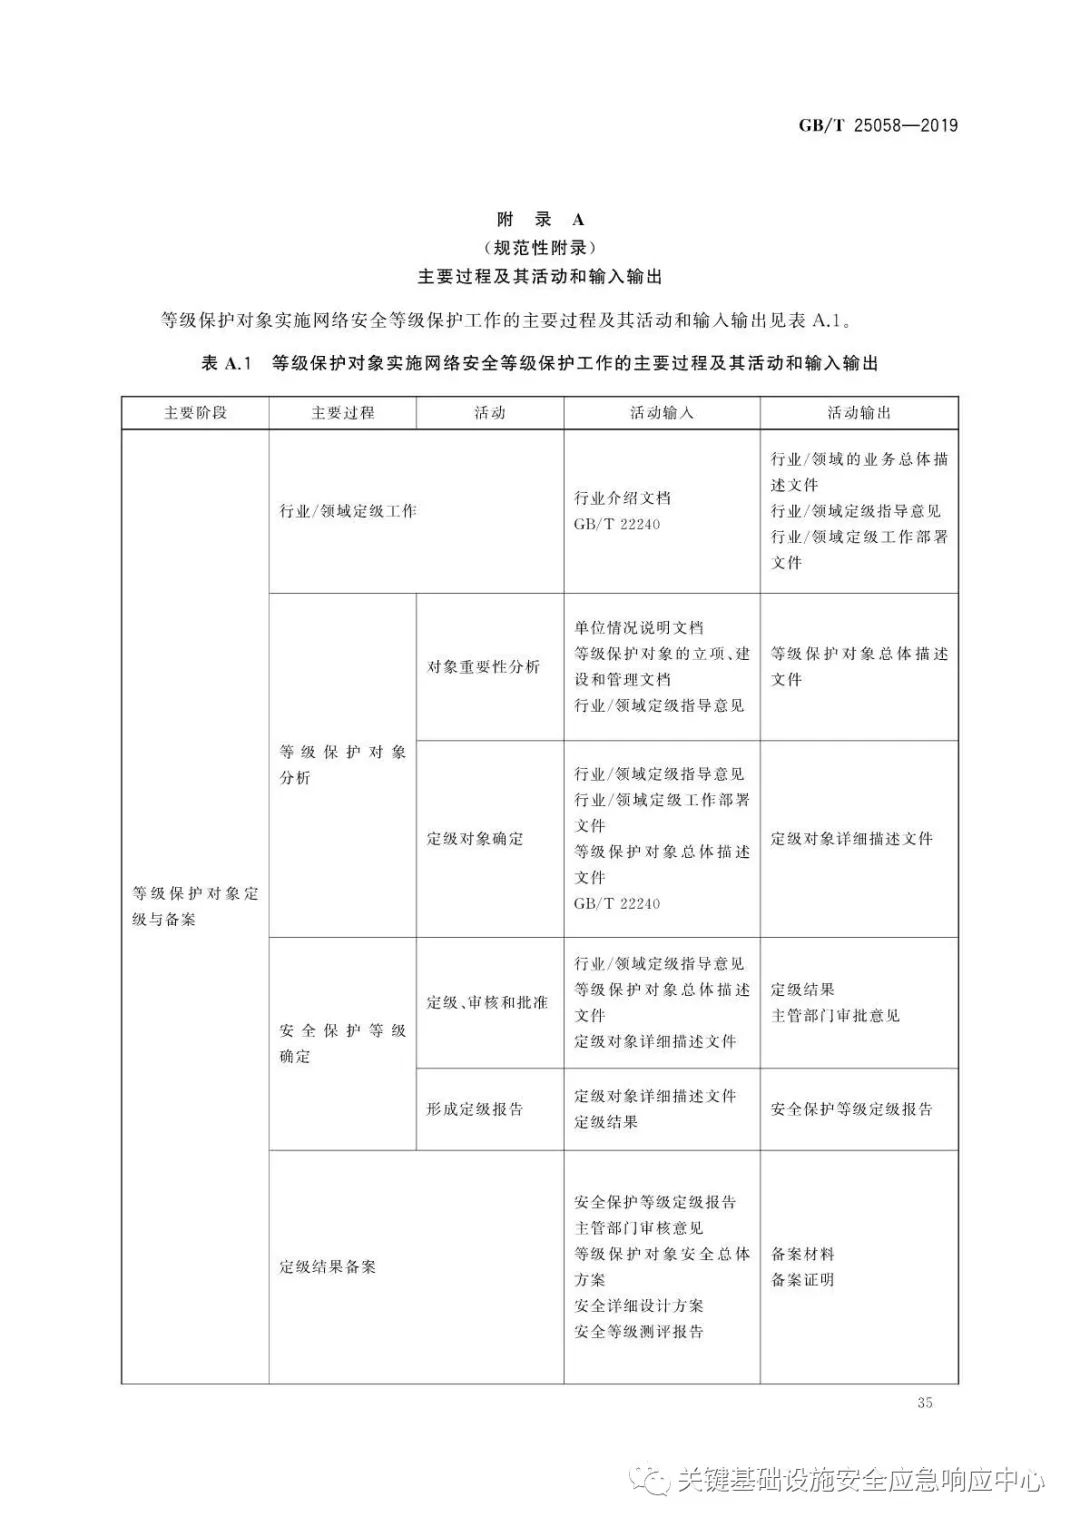 GB/T 25058—2019
附 录 A
（规范性附录）
主要过程及其活动和输入输出
等级保护对象实施网络安全等级保护工作的主要过程及其活动和输入输出见表 A.1。
表 A.1 等级保护对象实施网络安全等级保护工作的主要过程及其活动和输入输出
主要阶段
主要过程
活动
活动输入
活动输出
等级保护对象定
级与备案
行业/领域定级工作
行业介绍文档
GB/T 22240
行业/领域的业务总体描
述文件
行业/领域定级指导意见
行业/领域定级工作部署
文件
等级保护对象
分析
对象重要性分析
单位情况说明文档
等级保护对象的立项、建
设和管理文档
行业/领域定级指导意见
等级保护对象总体描述
文件
定级对象确定
行业/领域定级指导意见
行业/领域定级工作部署
文件
等级保护对象总体描述
文件
GB/T 22240
定级对象详细描述文件
安全保护等级
确定
定级、审核和批准
行业/领域定级指导意见
等级保护对象总体描述
文件
定级对象详细描述文件
定级结果
主管部门审批意见
形成定级报告
定级对象详细描述文件
定级结果
安全保护等级定级报告
定级结果备案
安全保护等级定级报告
主管部门审核意见
等级保护对象安全总体
方案
安全详细设计方案
安全等级测评报告
备案材料
备案证明
35
关键基础设施安全应急响应中心